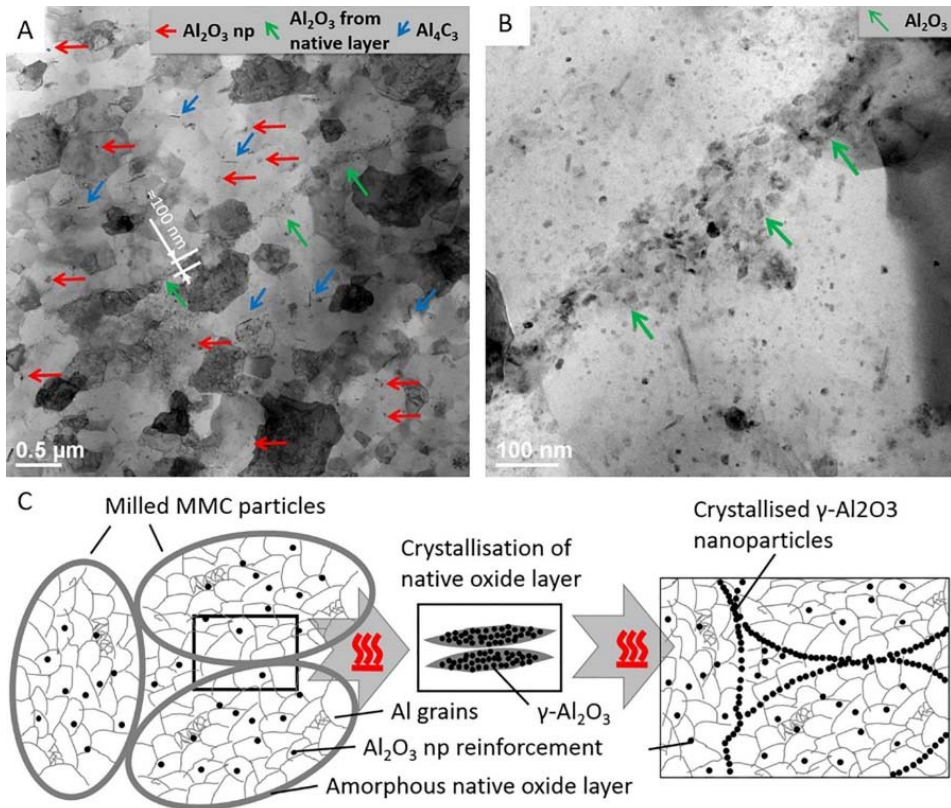 A
Al₂O₃ np
Al₂O₃ from
native layer
Al₄C₃
≈100 nm
0.5 µm
B
Al₂O₃
100 nm
C
Milled MMC particles
Crystallisation of
native oxide layer
Crystallised γ-Al2O3
nanoparticles
Al grains
γ-Al₂O₃
Al₂O₃ np reinforcement
Amorphous native oxide layer